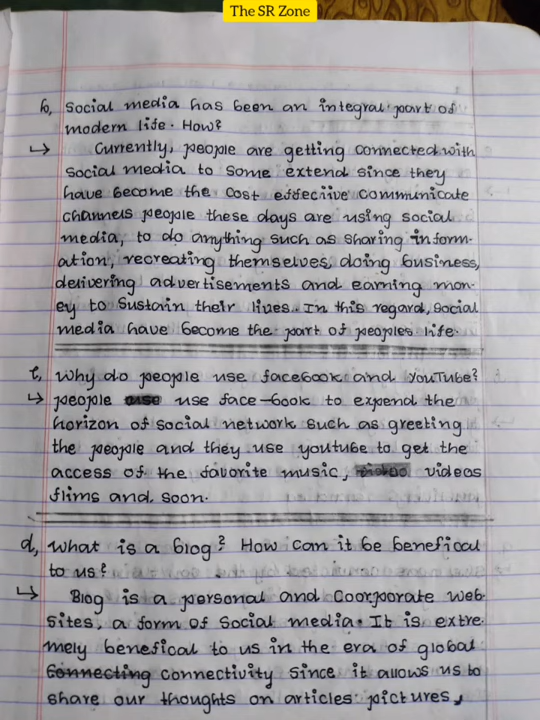 The SR Zone
b, Social media has been an integral part of
modern life. How?
↳ Currently, people are getting connected with
social media to some extend since they
have become the cost effeciive communicate
channels people these days are using social
media, to do anything such as sharing inform-
ation, recreating themselves, doing business,
delivering advertisements and earning mon-
ey to sustain their lives. In this regard, social
media have become the part of peoples life.
c, Why do people use facebook and YouTube?
↳ people use face-book to expend the
horizon of social network such as greeting
the people and they use youtube to get the
access of the favorite music, videos
flims and soon.
d, What is a blog? How can it be benefical
to us?
↳ Blog is a personal and Coorporate web-
sites, a form of social media. It is extre-
mely benefical to us in the era of global
Connecting connectivity since it allows us to
share our thoughts on articles pictures,